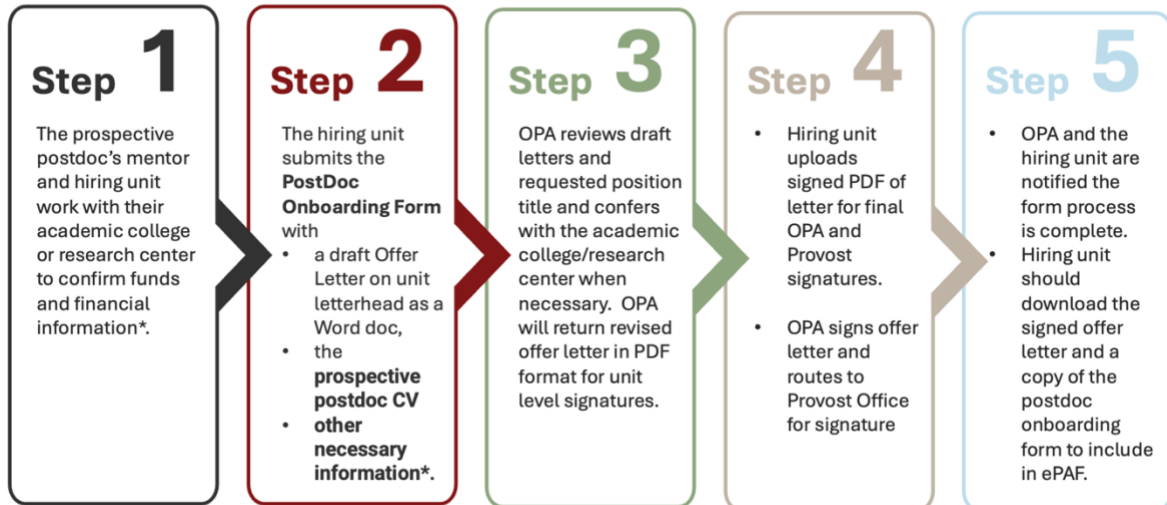 Step 1
The prospective
postdoc's mentor
and hiring unit
work with their
academic college
or research center
to confirm funds
and financial
information*.
Step 2
The hiring unit
submits the
PostDoc
Onboarding Form
with
• a draft Offer
Letter on unit
letterhead as a
Word doc,
• the
prospective
postdoc CV
• other
necessary
information*.
Step 3
OPA reviews draft
letters and
requested position
title and confers
with the academic
college/research
center when
necessary.  OPA
will return revised
offer letter in PDF
format for unit
level signatures.
Step 4
• Hiring unit
uploads
signed PDF of
letter for final
OPA and
Provost
signatures.
• OPA signs offer
letter and
routes to
Provost Office
for signature
Step 5
• OPA and the
hiring unit are
notified the
form process
is complete.
• Hiring unit
should
download the
signed offer
letter and a
copy of the
postdoc
onboarding
form to include
in ePAF.